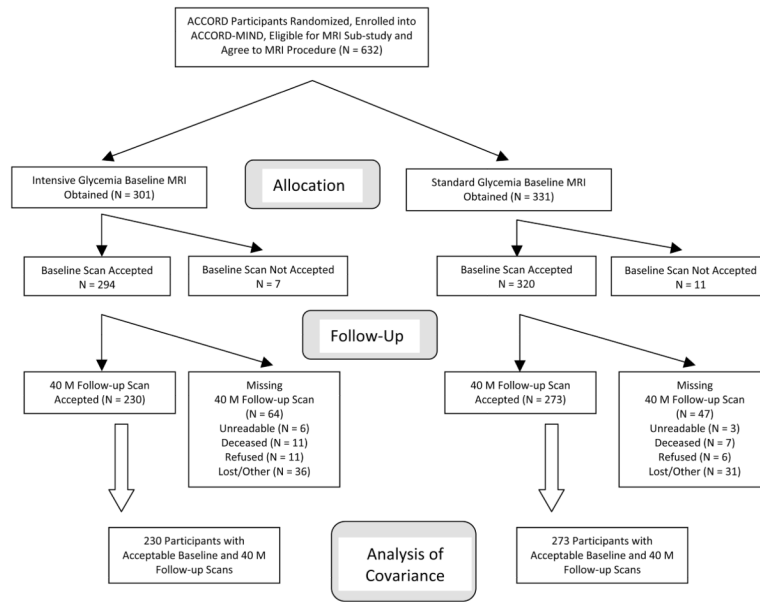 ACCORD Participants Randomized, Enrolled into
ACCORD-MIND, Eligible for MRI Sub-study and
Agree to MRI Procedure (N = 632)
Allocation
Intensive Glycemia Baseline MRI
Obtained (N = 301)
Standard Glycemia Baseline MRI
Obtained (N = 331)
Baseline Scan Accepted
N = 294
Baseline Scan Not Accepted
N = 7
Baseline Scan Accepted
N = 320
Baseline Scan Not Accepted
N = 11
Follow-Up
40 M Follow-up Scan
Accepted (N = 230)
Missing
40 M Follow-up Scan
(N = 64)
Unreadable (N = 6)
Deceased (N = 11)
Refused (N = 11)
Lost/Other (N = 36)
40 M Follow-up Scan
Accepted (N = 273)
Missing
40 M Follow-up Scan
(N = 47)
Unreadable (N = 3)
Deceased (N = 7)
Refused (N = 6)
Lost/Other (N = 31)
230 Participants with
Acceptable Baseline and 40 M
Follow-up Scans
Analysis of
Covariance
273 Participants with
Acceptable Baseline and 40 M
Follow-up Scans